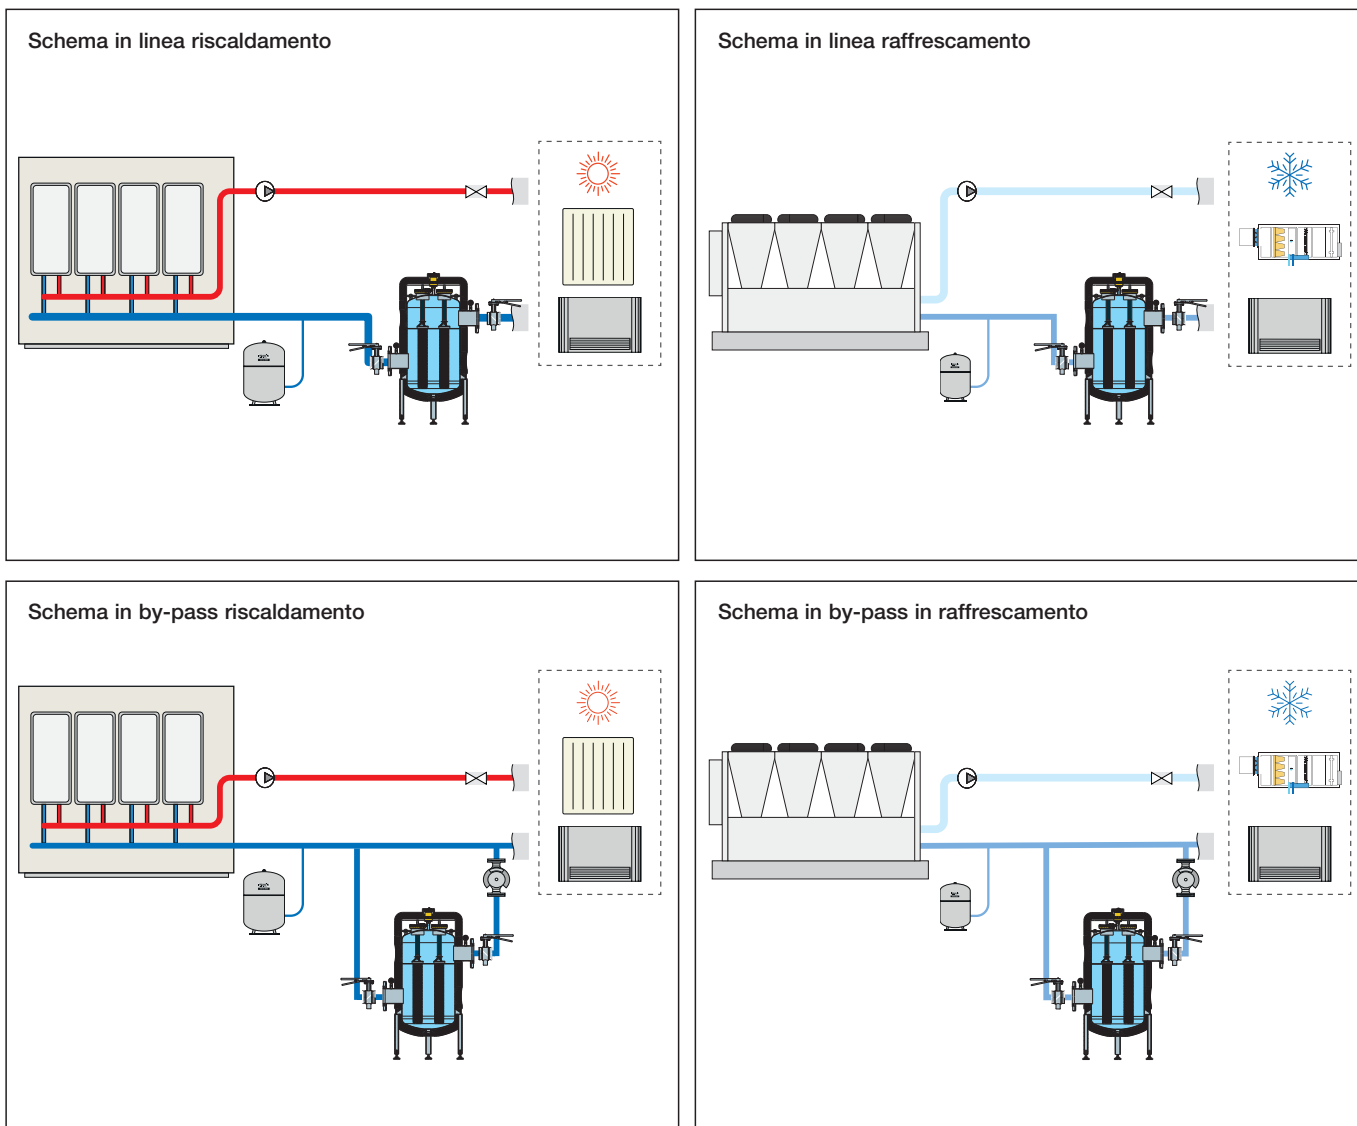 Schema in linea riscaldamento
Schema in linea raffrescamento
Schema in by-pass riscaldamento
Schema in by-pass in raffrescamento